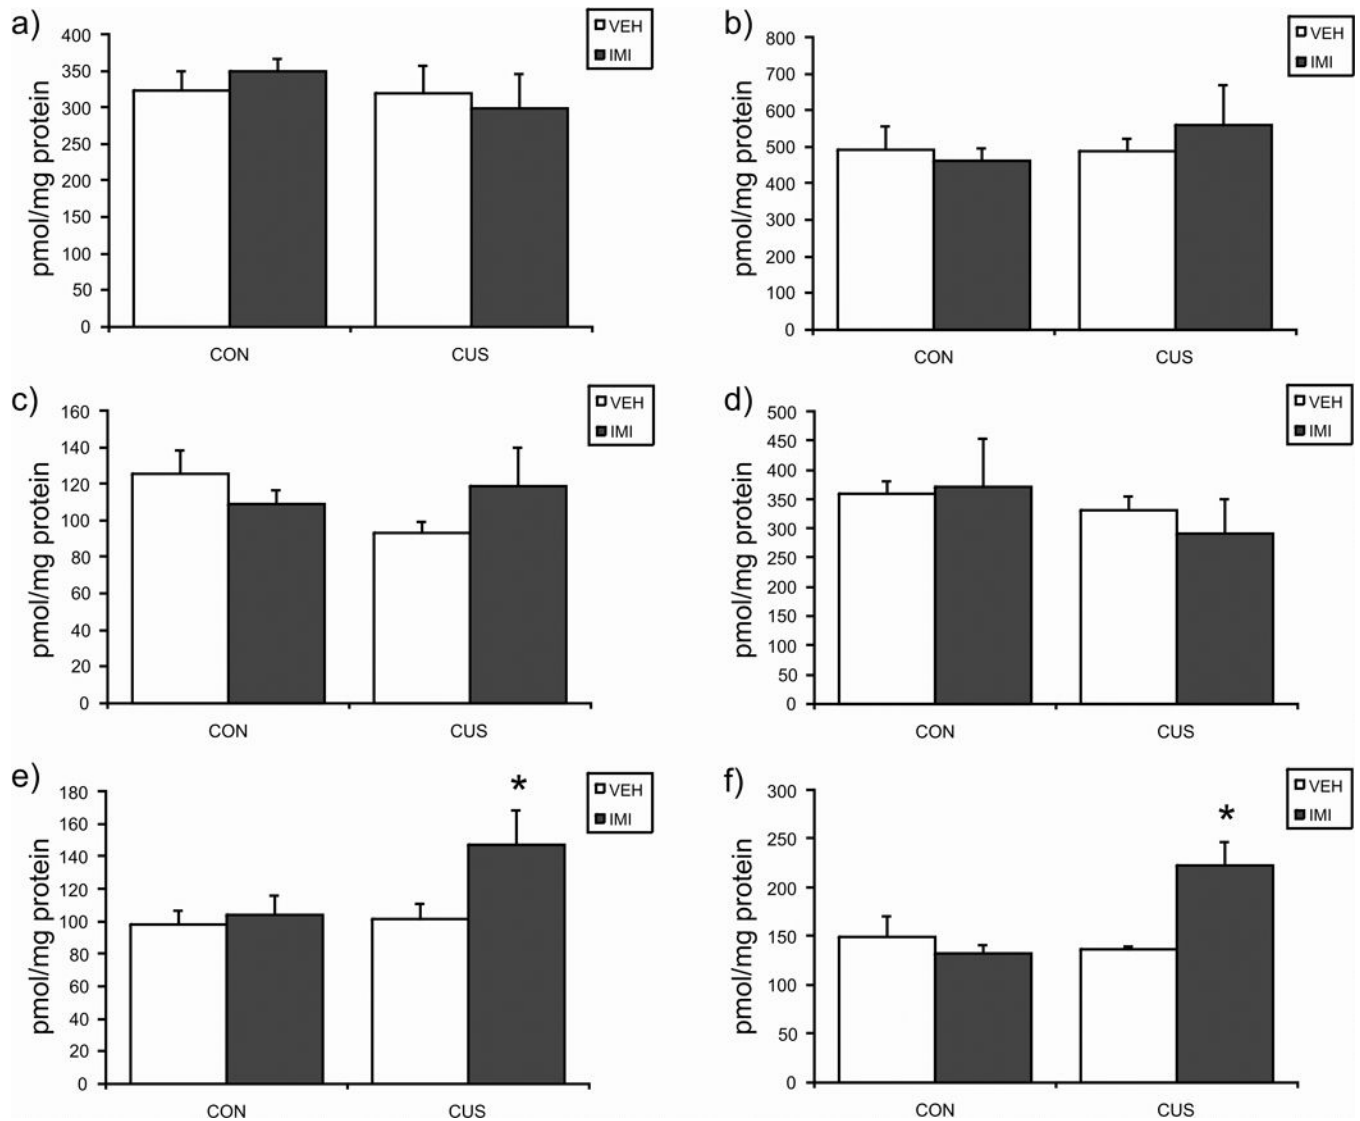 a)
VEH
IMI
400
350
300
250
200
150
100
50
0
pmol/mg protein
CON
CUS
b)
VEH
IMI
800
700
600
500
400
300
200
100
0
pmol/mg protein
CON
CUS
c)
VEH
IMI
160
140
120
100
80
60
40
20
0
pmol/mg protein
CON
CUS
d)
VEH
IMI
500
450
400
350
300
250
200
150
100
50
0
pmol/mg protein
CON
CUS
e)
VEH
IMI
180
160
140
120
100
80
60
40
20
0
pmol/mg protein
*
CON
CUS
f)
VEH
IMI
300
250
200
150
100
50
0
pmol/mg protein
*
CON
CUS